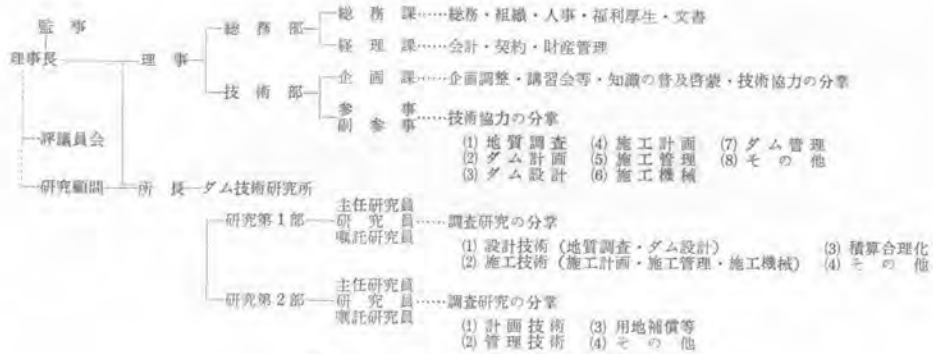 監事
理事長
理事
総務部
総務課……総務・組織・人事・福利厚生・文書
経理課……会計・契約・財産管理
技術部
企画課……企画調整・講習会等・知識の普及啓蒙・技術協力の分掌
参事
副参事……技術協力の分掌
(1) 地質調査 (4) 施工計画 (7) ダム管理
(2) ダム計画 (5) 施工管理 (8) その他
(3) ダム設計 (6) 施工機械
評議員会
研究顧問
所長
ダム技術研究所
研究第1部
主任研究員
研究員……調査研究の分掌
嘱託研究員
(1) 設計技術(地質調査・ダム設計) (3) 積算合理化
(2) 施工技術(施工計画・施工管理・施工機械) (4) その他
研究第2部
主任研究員
研究員……調査研究の分掌
嘱託研究員
(1) 計画技術 (3) 用地補償等
(2) 管理技術 (4) その他